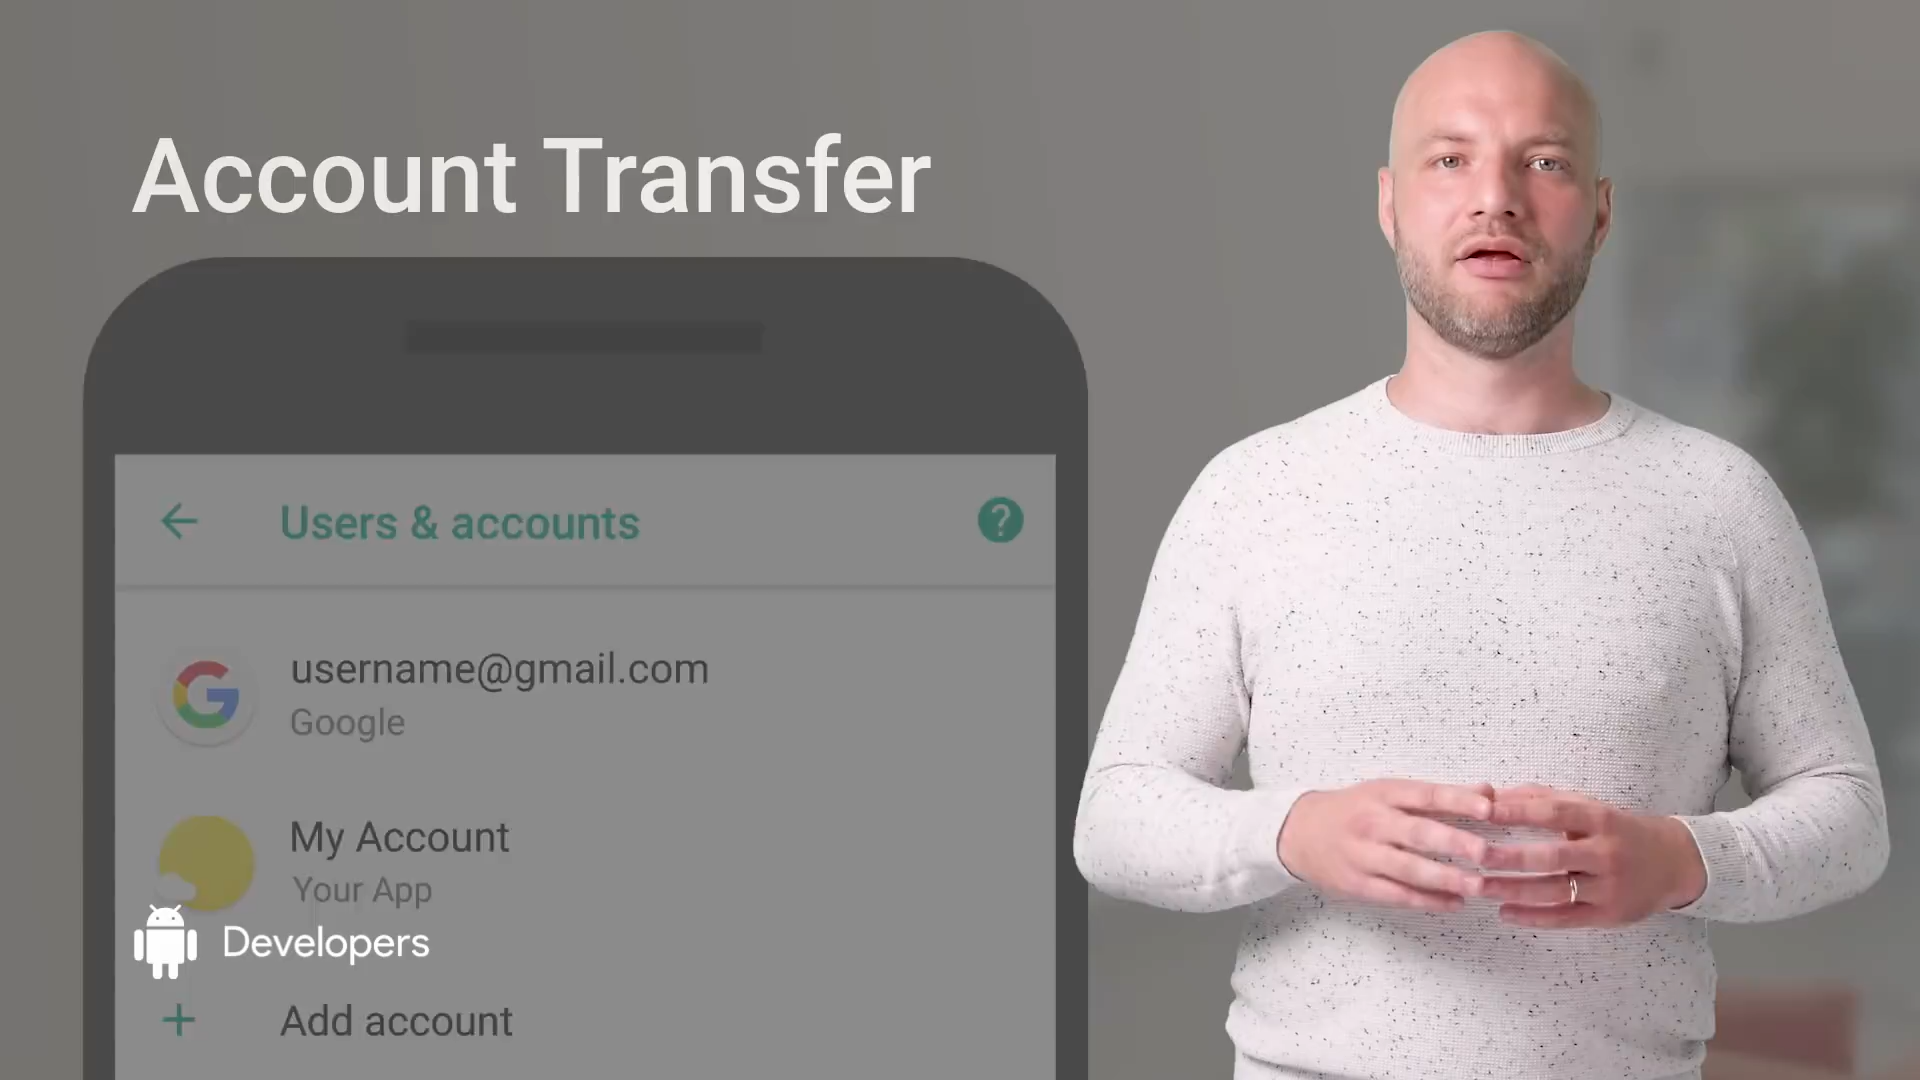 Account Transfer
Users & accounts
?
username@gmail.com
Google
My Account
Your App
Developers
+ Add account